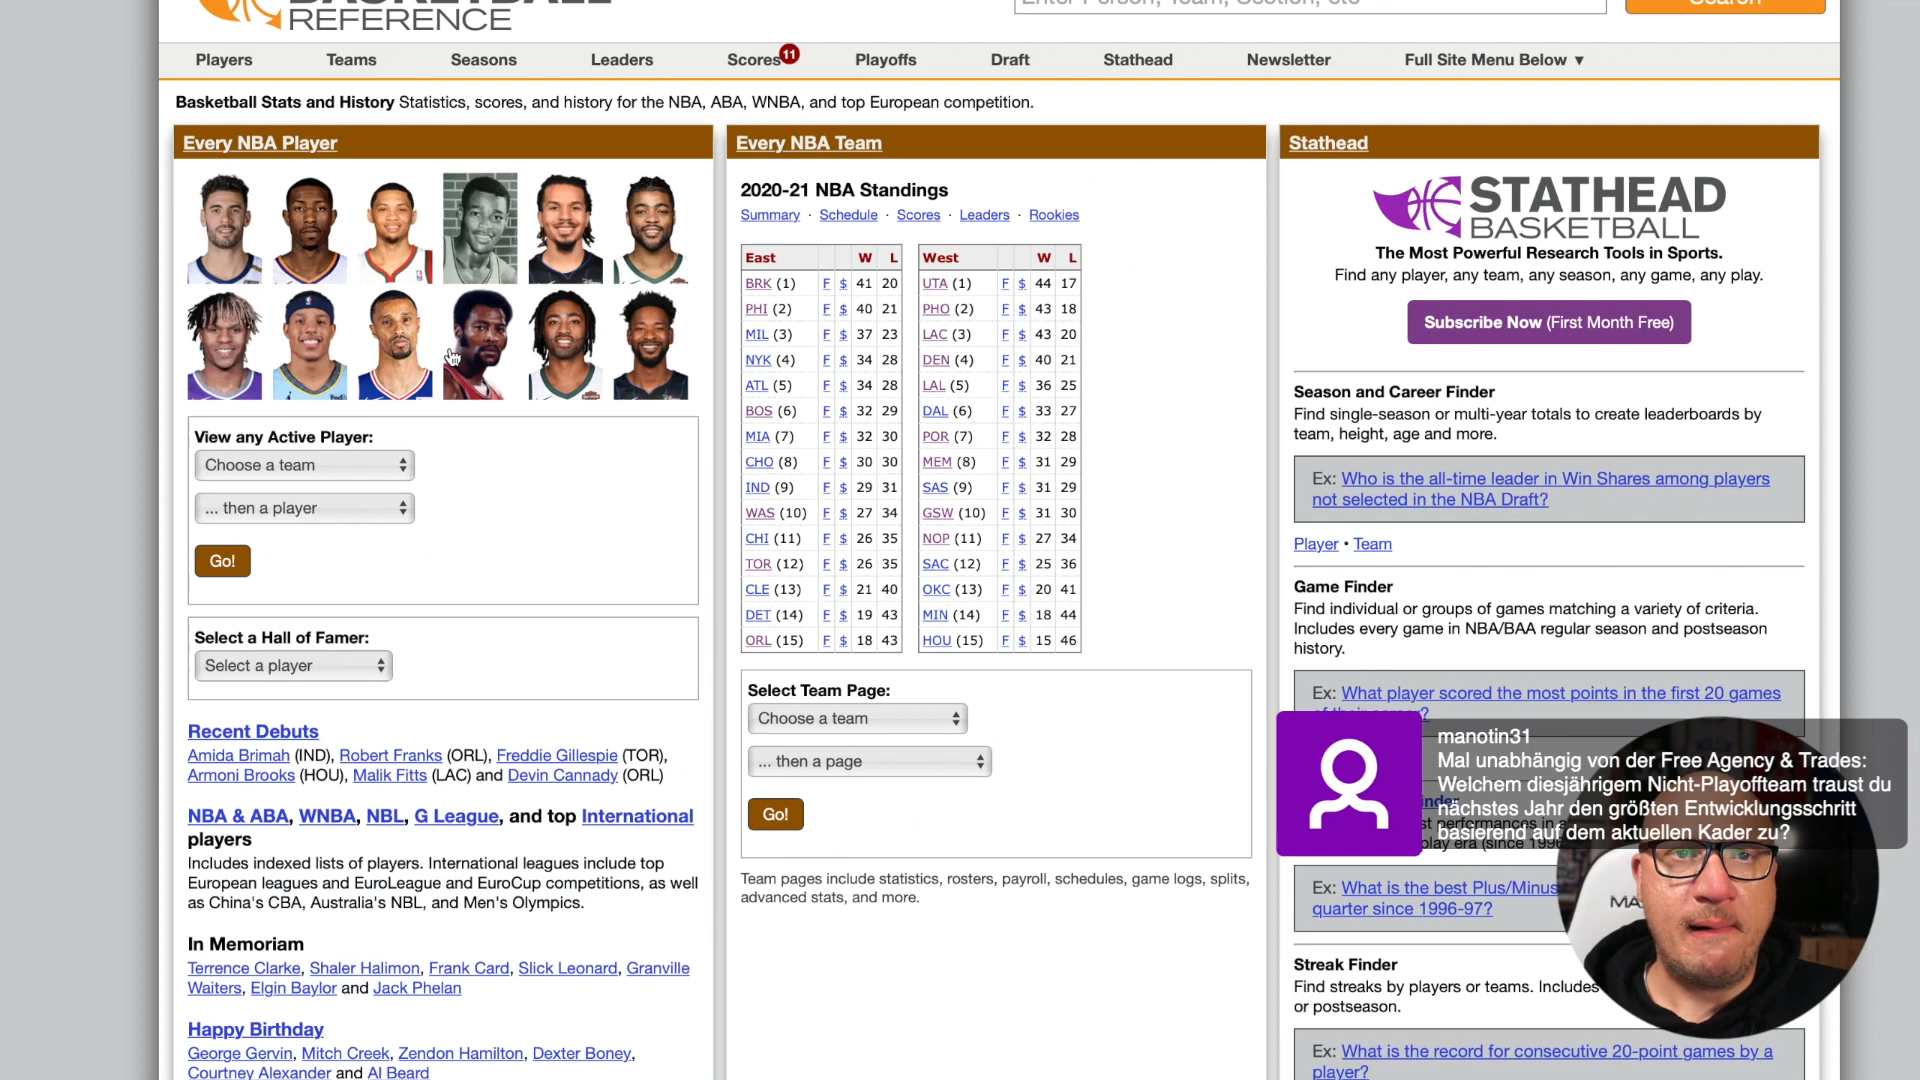 REFERENCE
Search
Players
Teams
Seasons
Leaders
Scores
11
Playoffs
Draft
Stathead
Newsletter
Full Site Menu Below ▼
Basketball Stats and History Statistics, scores, and history for the NBA, ABA, WNBA, and top European competition.
Every NBA Player
View any Active Player:
Choose a team
... then a player
Go!
Select a Hall of Famer:
Select a player
Recent Debuts
Amida Brimah (IND), Robert Franks (ORL), Freddie Gillespie (TOR),
Armoni Brooks (HOU), Malik Fitts (LAC) and Devin Cannady (ORL)
NBA & ABA, WNBA, NBL, G League, and top International
players
Includes indexed lists of players. International leagues include top
European leagues and EuroLeague and EuroCup competitions, as well
as China's CBA, Australia's NBL, and Men's Olympics.
In Memoriam
Terrence Clarke, Shaler Halimon, Frank Card, Slick Leonard, Granville
Waiters, Elgin Baylor and Jack Phelan
Happy Birthday
George Gervin, Mitch Creek, Zendon Hamilton, Dexter Boney,
Courtney Alexander and Al Beard
Every NBA Team
2020-21 NBA Standings
Summary · Schedule · Scores · Leaders · Rookies
East W L
BRK (1) F $ 41 20
PHI (2) F $ 40 21
MIL (3) F $ 37 23
NYK (4) F $ 34 28
ATL (5) F $ 34 28
BOS (6) F $ 32 29
MIA (7) F $ 32 30
CHO (8) F $ 30 30
IND (9) F $ 29 31
WAS (10) F $ 27 34
CHI (11) F $ 26 35
TOR (12) F $ 26 35
CLE (13) F $ 21 40
DET (14) F $ 19 43
ORL (15) F $ 18 43
West W L
UTA (1) F $ 44 17
PHO (2) F $ 43 18
LAC (3) F $ 43 20
DEN (4) F $ 40 21
LAL (5) F $ 36 25
DAL (6) F $ 33 27
POR (7) F $ 32 28
MEM (8) F $ 31 29
SAS (9) F $ 31 29
GSW (10) F $ 31 30
NOP (11) F $ 27 34
SAC (12) F $ 25 36
OKC (13) F $ 20 41
MIN (14) F $ 18 44
HOU (15) F $ 15 46
Select Team Page:
Choose a team
... then a page
Go!
Team pages include statistics, rosters, payroll, schedules, game logs, splits,
advanced stats, and more.
Stathead
STATHEAD
BASKETBALL
The Most Powerful Research Tools in Sports.
Find any player, any team, any season, any game, any play.
Subscribe Now (First Month Free)
Season and Career Finder
Find single-season or multi-year totals to create leaderboards by
team, height, age and more.
Ex: Who is the all-time leader in Win Shares among players
not selected in the NBA Draft?
Player • Team
Game Finder
Find individual or groups of games matching a variety of criteria.
Includes every game in NBA/BAA regular season and postseason
history.
Ex: What player scored the most points in the first 20 games
manotin31
Mal unabhängig von der Free Agency & Trades:
Welchem diesjährigem Nicht-Playoffteam traust du
nächstes Jahr den größten Entwicklungsschritt
basierend auf dem aktuellen Kader zu?
Ex: What is the best Plus/Minus
quarter since 1996-97?
Streak Finder
Find streaks by players or teams. Includes
or postseason.
Ex: What is the record for consecutive 20-point games by a
player?